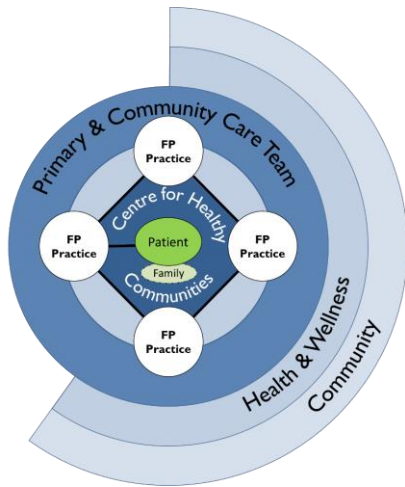 Primary & Community Care Team
FP
Practice
Centre for Healthy
FP
Practice
Patient
FP
Practice
Family
Communities
FP
Practice
Health & Wellness
Community